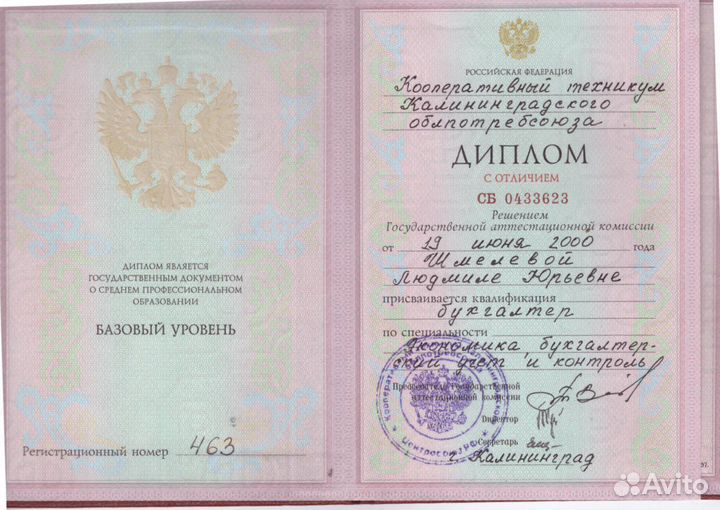 ДИПЛОМ ЯВЛЯЕТСЯ
ГОСУДАРСТВЕННЫМ ДОКУМЕНТОМ
О СРЕДНЕМ ПРОФЕССИОНАЛЬНОМ
ОБРАЗОВАНИИ
БАЗОВЫЙ УРОВЕНЬ
Регистрационный номер 463
РОССИЙСКАЯ ФЕДЕРАЦИЯ
Кооперативный техникум
Калининградского
облпотребсоюза
ДИПЛОМ
С ОТЛИЧИЕМ
СБ 0433623
Решением
Государственной аттестационной комиссии
от 19 июня 2000 года
Шмелевой
Людмиле Юрьевне
присваивается квалификация
бухгалтер
по специальности
Экономика, бухгалтер-
ский учет и контроль
Председатель Государственной
аттестационной комиссии
Директор
Секретарь
г. Калининград
Avito